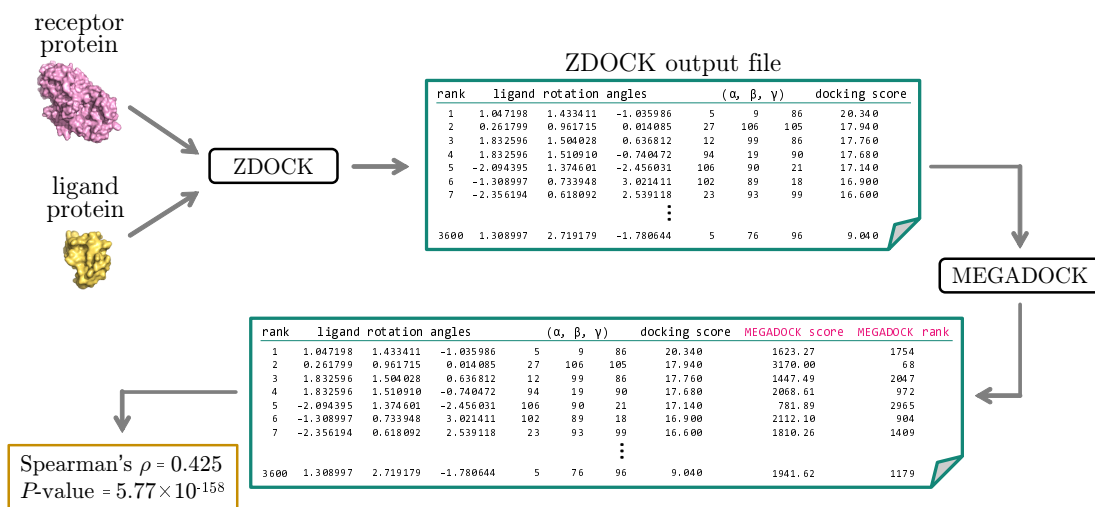 receptor
protein
ligand
protein
ZDOCK
ZDOCK output file
rank ligand rotation angles (α, β, γ) docking score
1 1.047198 1.433411 -1.035986 5 9 86 20.340
2 0.261799 0.961715 0.014085 27 106 105 17.940
3 1.832596 1.504028 0.636812 12 99 86 17.760
4 1.832596 1.510910 -0.740472 94 19 90 17.680
5 -2.094395 1.374601 -2.456031 106 90 21 17.140
6 -1.308997 0.733948 3.021411 102 89 18 16.900
7 -2.356194 0.618092 2.539118 23 93 99 16.600
⋮
3600 1.308997 2.719179 -1.780644 5 76 96 9.040
MEGADOCK
rank ligand rotation angles (α, β, γ) docking score MEGADOCK score MEGADOCK rank
1 1.047198 1.433411 -1.035986 5 9 86 20.340 1623.27 1754
2 0.261799 0.961715 0.014085 27 106 105 17.940 3170.00 68
3 1.832596 1.504028 0.636812 12 99 86 17.760 1447.49 2047
4 1.832596 1.510910 -0.740472 94 19 90 17.680 2068.61 972
5 -2.094395 1.374601 -2.456031 106 90 21 17.140 781.89 2965
6 -1.308997 0.733948 3.021411 102 89 18 16.900 2112.10 904
7 -2.356194 0.618092 2.539118 23 93 99 16.600 1810.26 1409
⋮
3600 1.308997 2.719179 -1.780644 5 76 96 9.040 1941.62 1179
Spearman's ρ = 0.425
P-value = 5.77×10⁻¹⁵⁸